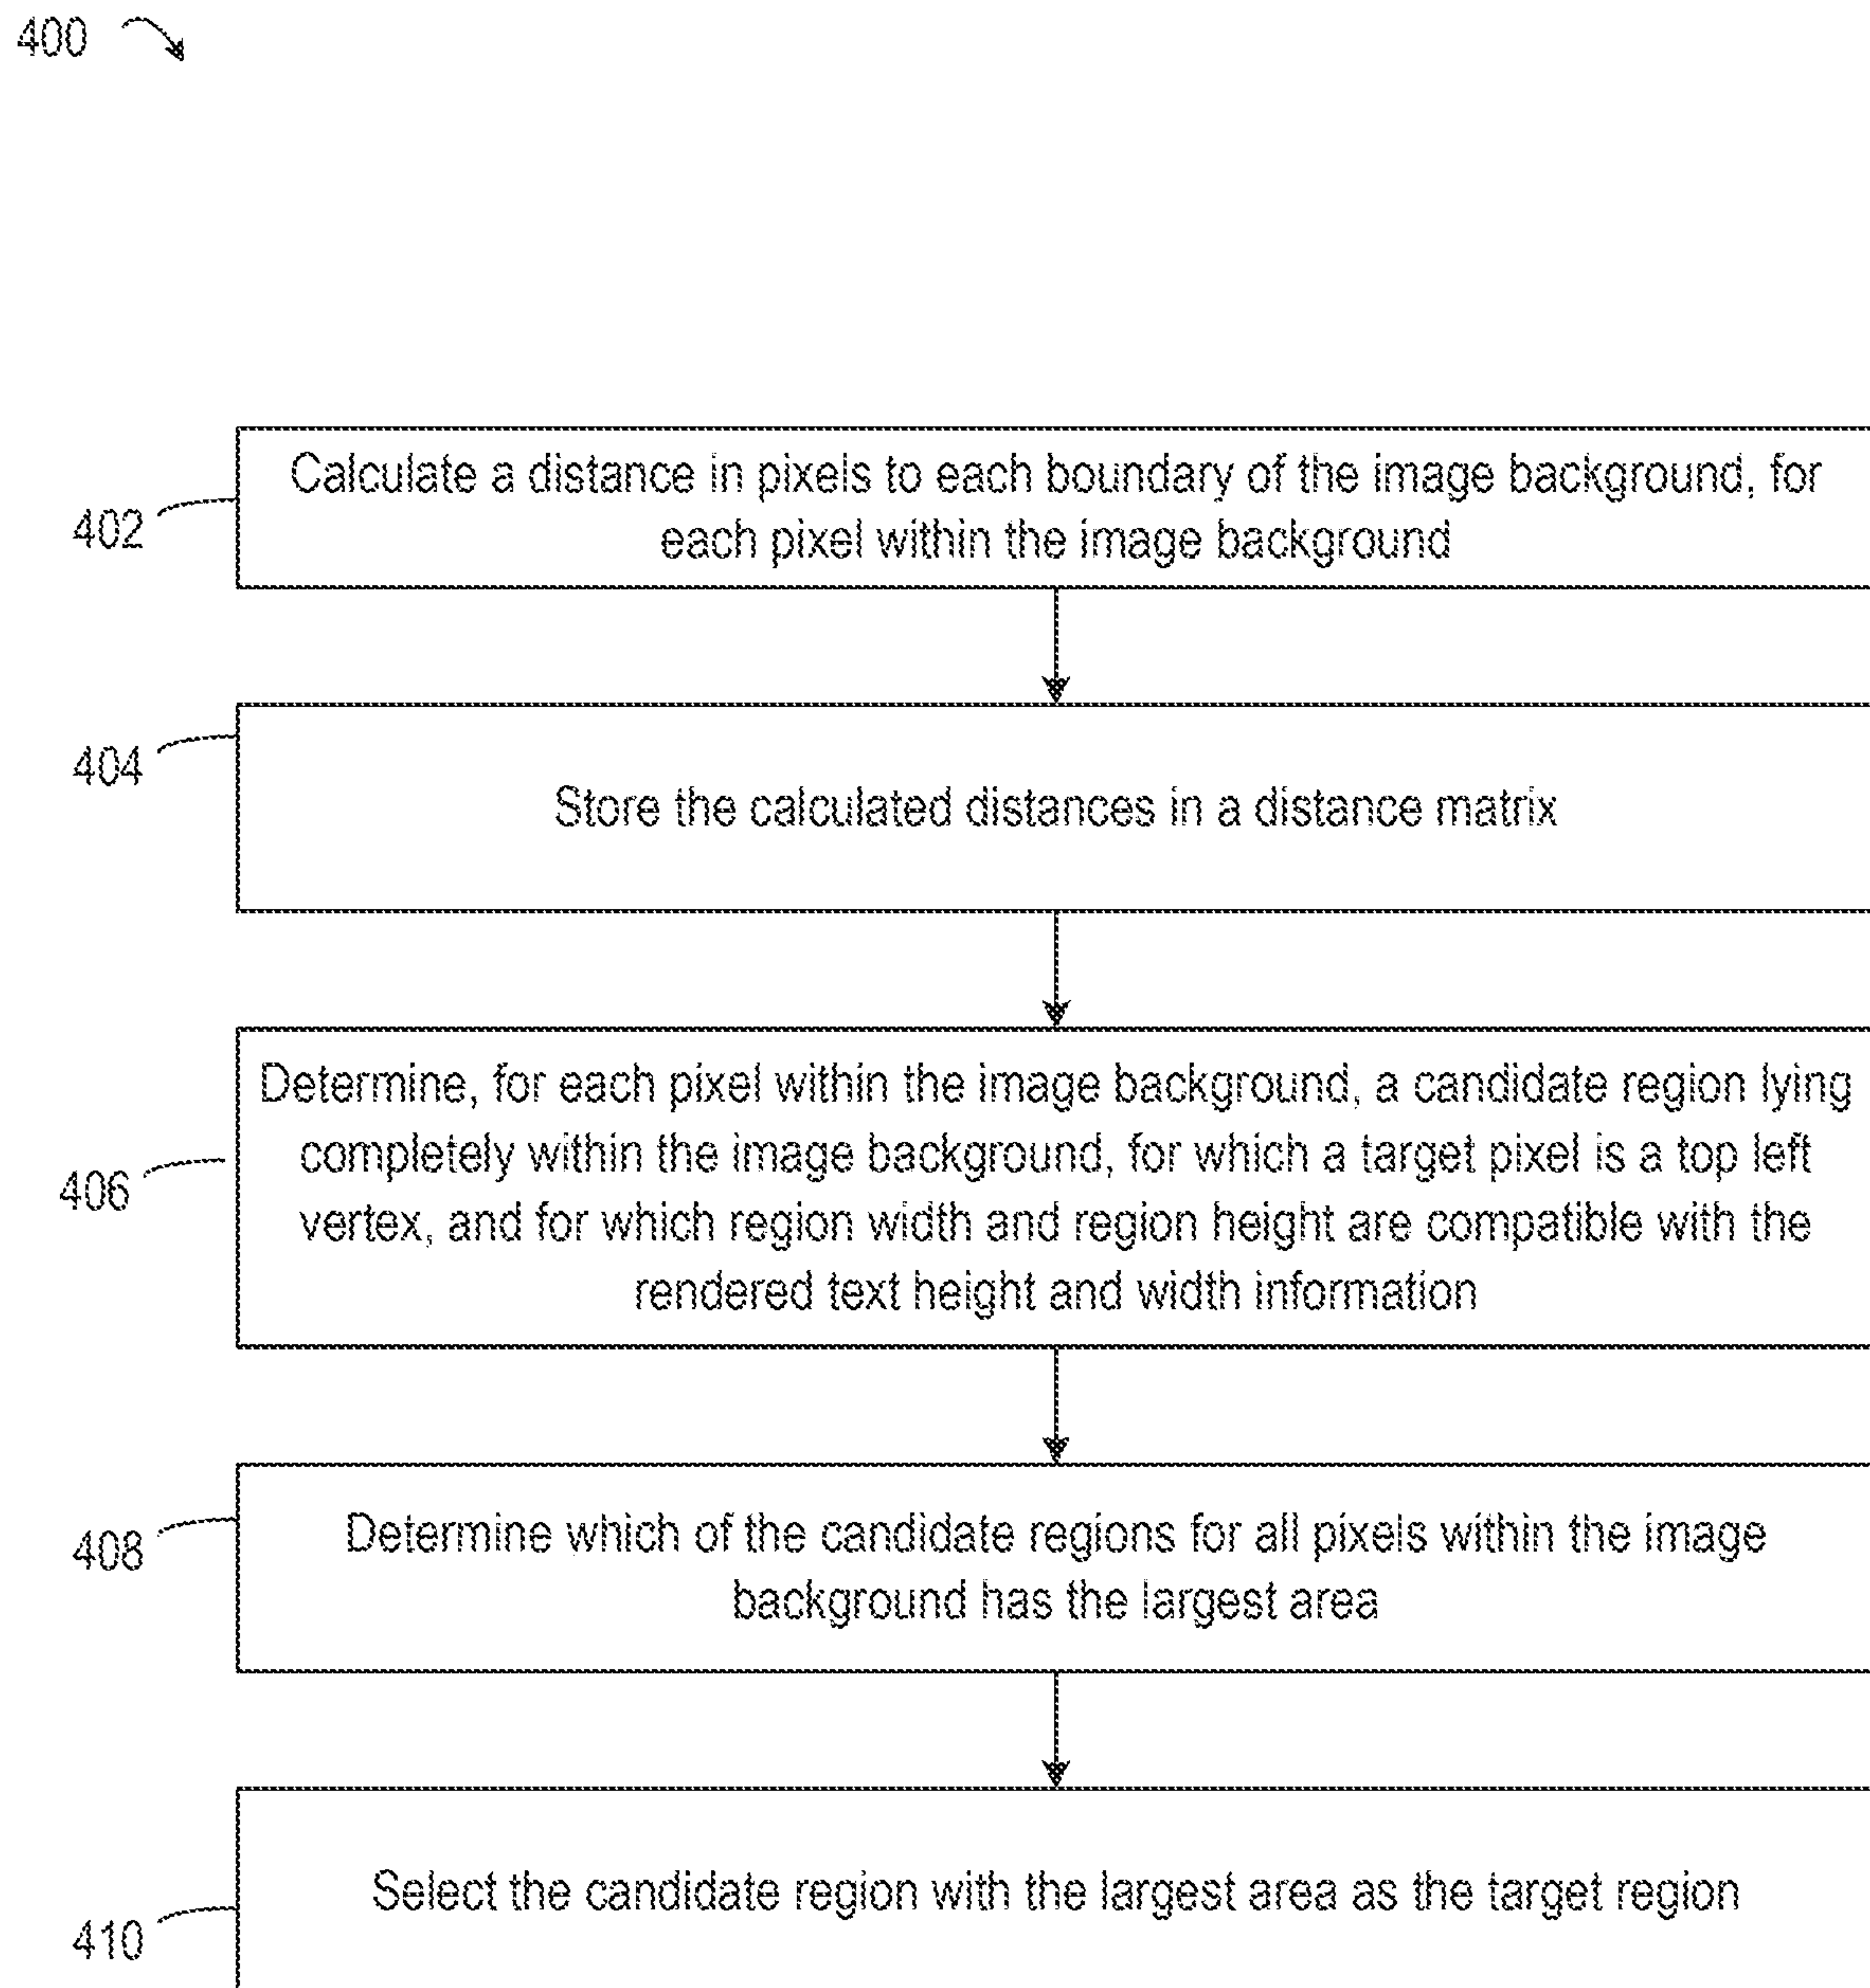 400
402
Calculate a distance in pixels to each boundary of the image background, for
each pixel within the image background
404
Store the calculated distances in a distance matrix
406
Determine, for each pixel within the image background, a candidate region lying
completely within the image background, for which a target pixel is a top left
vertex, and for which region width and region height are compatible with the
rendered text height and width information
408
Determine which of the candidate regions for all pixels within the image
background has the largest area
410
Select the candidate region with the largest area as the target region